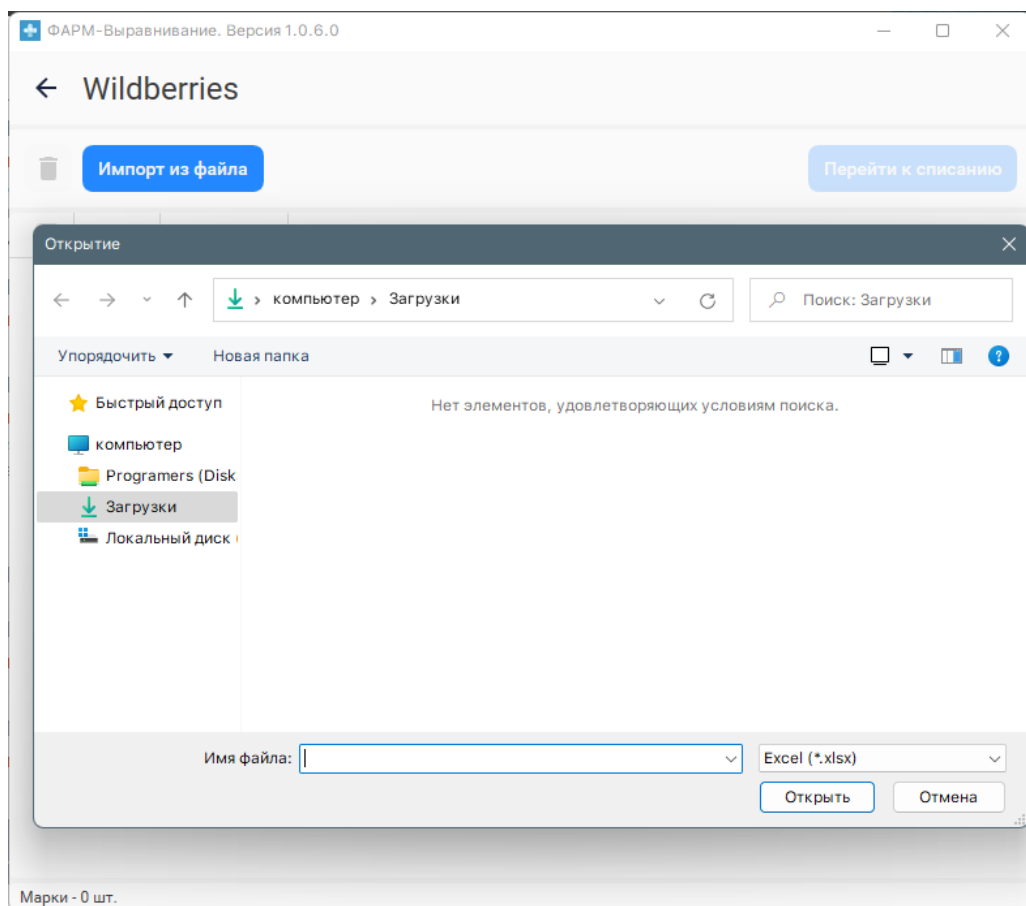 ФАРМ-Выравнивание. Версия 1.0.6.0
Wildberries
Импорт из файла
Перейти к списанию
Открытие
компьютер › Загрузки
Поиск: Загрузки
Упорядочить
Новая папка
Быстрый доступ
Нет элементов, удовлетворяющих условиям поиска.
компьютер
Programers (Disk
Загрузки
Локальный диск (
Имя файла:
Excel (*.xlsx)
Открыть
Отмена
Марки - 0 шт.